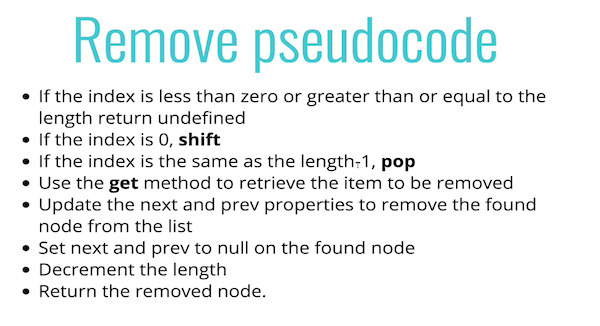 Remove pseudocode
• If the index is less than zero or greater than or equal to the
length return undefined
• If the index is 0, shift
• If the index is the same as the length-1, pop
• Use the get method to retrieve the item to be removed
• Update the next and prev properties to remove the found
node from the list
• Set next and prev to null on the found node
• Decrement the length
• Return the removed node.